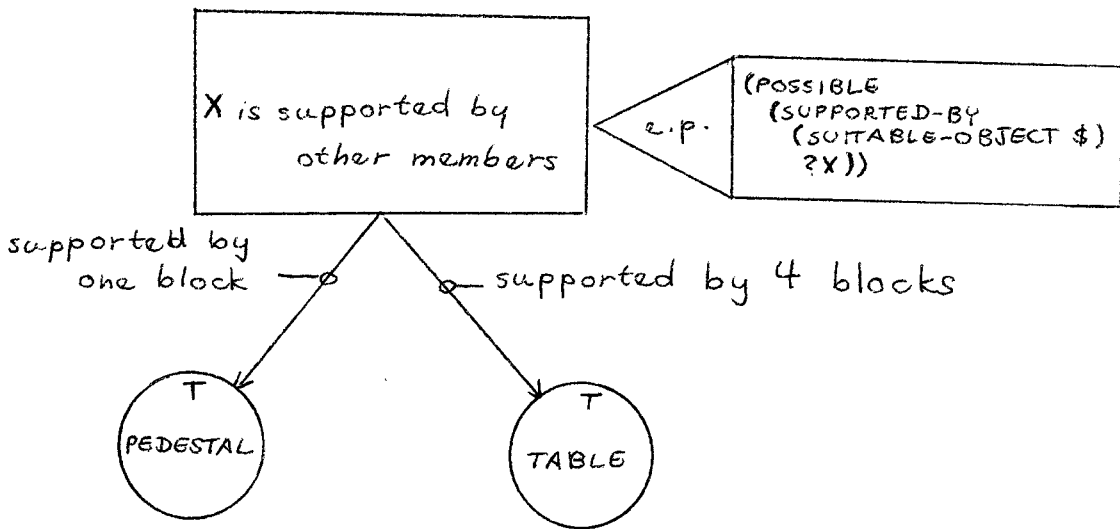 X is supported by
other members
e.p.
(POSSIBLE
(SUPPORTED-BY
(SUITABLE-OBJECT $)
?X))
supported by
one block
supported by 4 blocks
T
PEDESTAL
T
TABLE